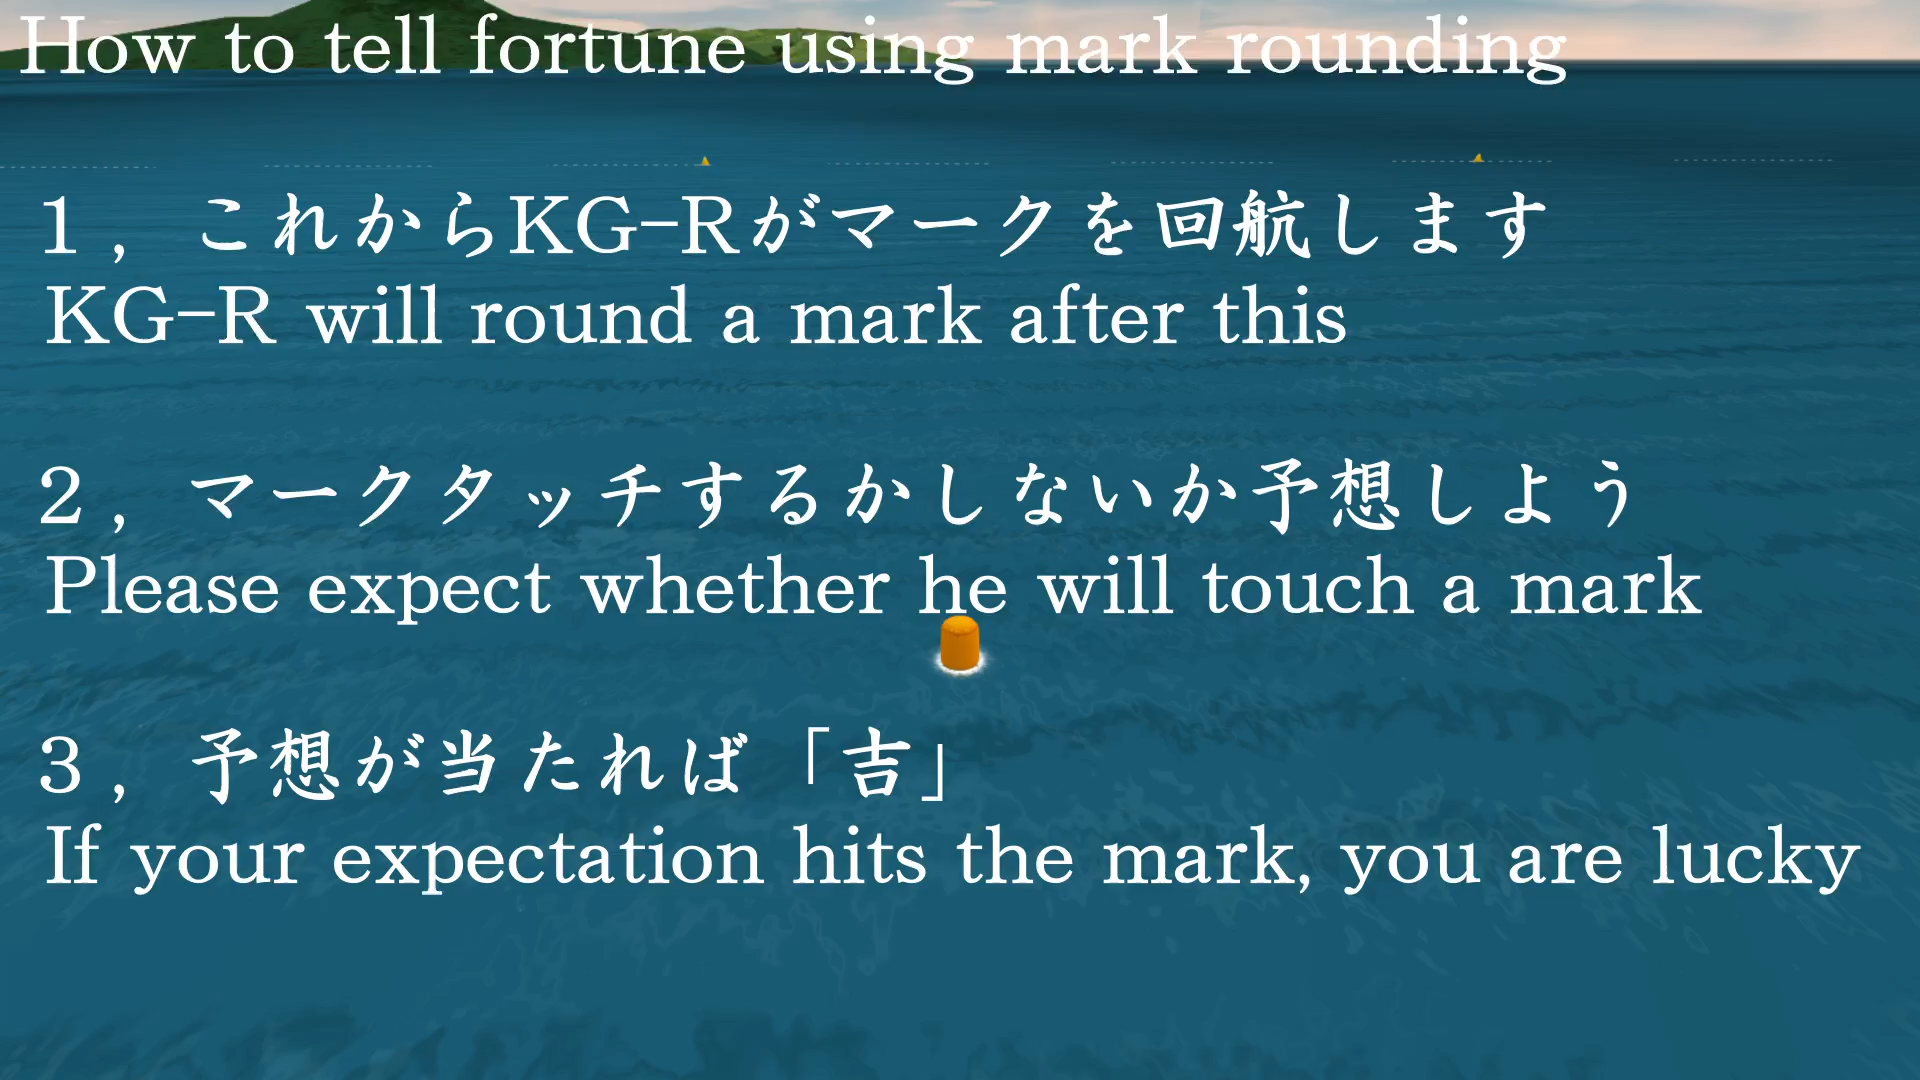 How to tell fortune using mark rounding
１，これからKG−Rがマークを回航します
KG−R will round a mark after this
２，マークタッチするかしないか予想しよう
Please expect whether he will touch a mark
３，予想が当たれば「吉」
If your expectation hits the mark, you are lucky